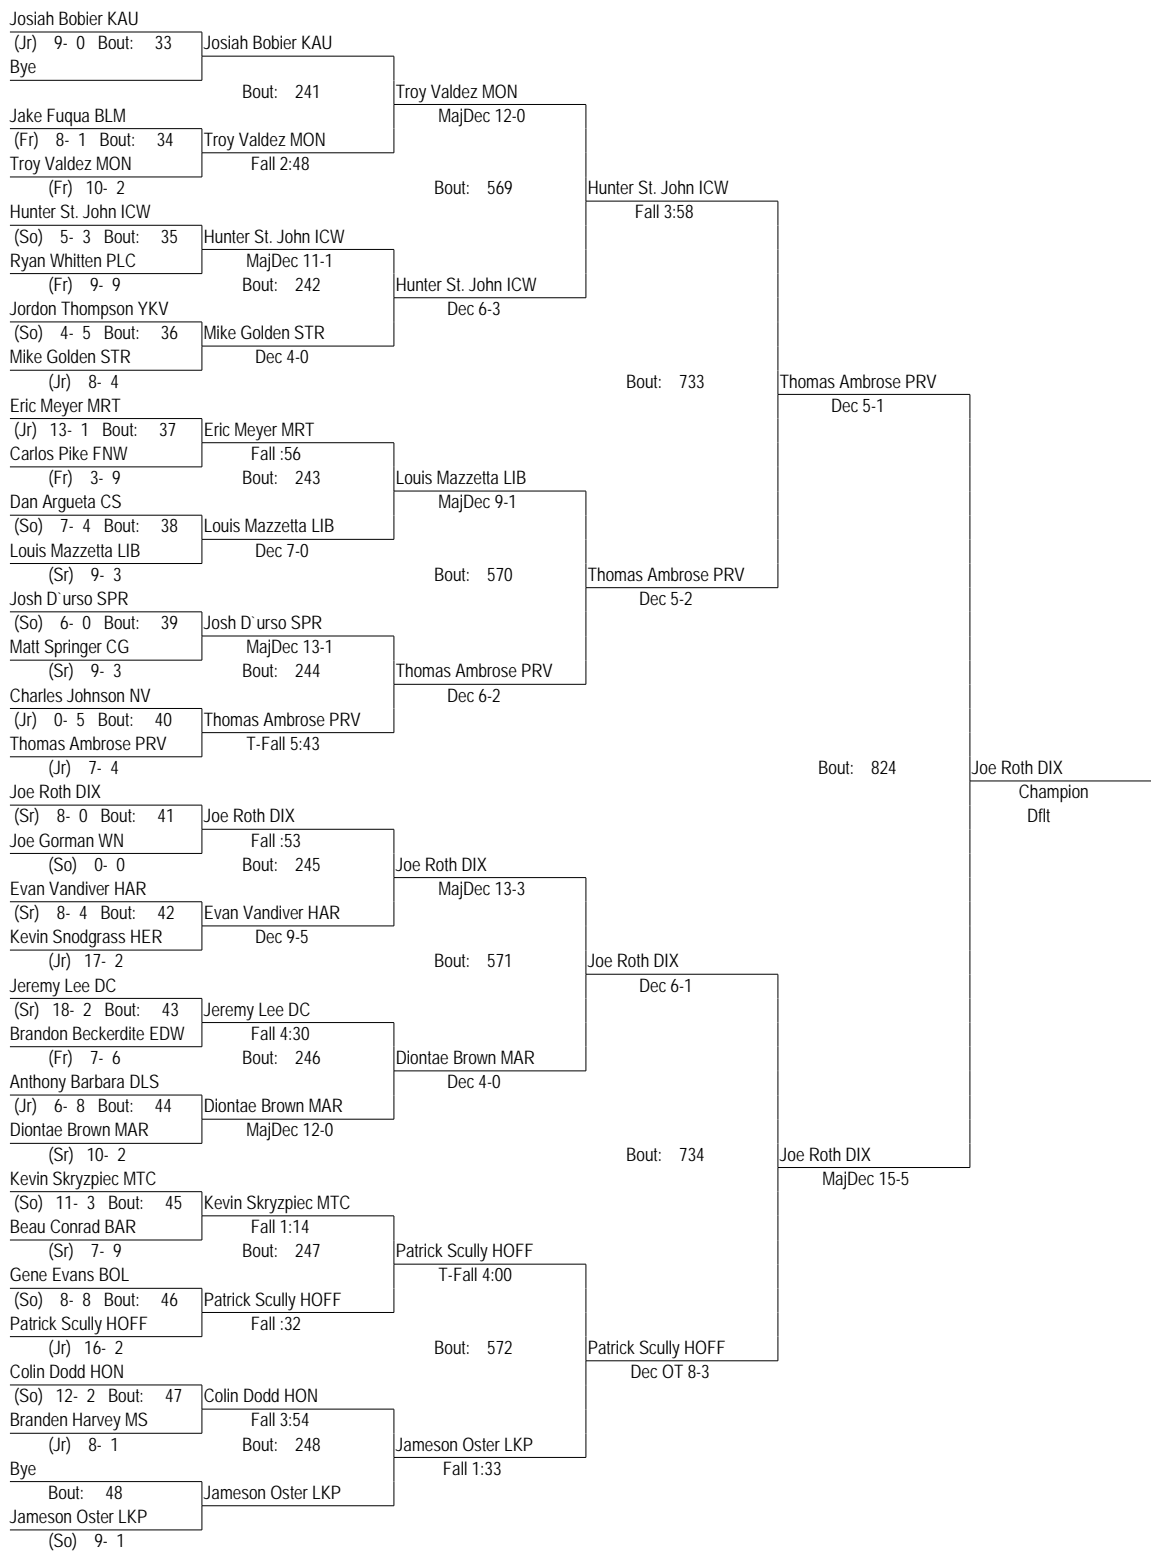 Josiah Bobier KAU
(Jr) 9- 0 Bout: 33 Josiah Bobier KAU
Bye
Bout: 241 Troy Valdez MON
Jake Fuqua BLM MajDec 12-0
(Fr) 8- 1 Bout: 34 Troy Valdez MON
Troy Valdez MON Fall 2:48
(Fr) 10- 2 Bout: 569 Hunter St. John ICW
Hunter St. John ICW Fall 3:58
(So) 5- 3 Bout: 35 Hunter St. John ICW
Ryan Whitten PLC MajDec 11-1
(Fr) 9- 9 Bout: 242 Hunter St. John ICW
Jordon Thompson YKV Dec 6-3
(So) 4- 5 Bout: 36 Mike Golden STR
Mike Golden STR Dec 4-0
(Jr) 8- 4 Bout: 733 Thomas Ambrose PRV
Eric Meyer MRT Dec 5-1
(Jr) 13- 1 Bout: 37 Eric Meyer MRT
Carlos Pike FNW Fall :56
(Fr) 3- 9 Bout: 243 Louis Mazzetta LIB
Dan Argueta CS MajDec 9-1
(So) 7- 4 Bout: 38 Louis Mazzetta LIB
Louis Mazzetta LIB Dec 7-0
(Sr) 9- 3 Bout: 570 Thomas Ambrose PRV
Josh D`urso SPR Dec 5-2
(So) 6- 0 Bout: 39 Josh D`urso SPR
Matt Springer CG MajDec 13-1
(Sr) 9- 3 Bout: 244 Thomas Ambrose PRV
Charles Johnson NV Dec 6-2
(Jr) 0- 5 Bout: 40 Thomas Ambrose PRV
Thomas Ambrose PRV T-Fall 5:43
(Jr) 7- 4 Bout: 824 Joe Roth DIX
Joe Roth DIX Champion
(Sr) 8- 0 Bout: 41 Joe Roth DIX Dflt
Joe Gorman WN Fall :53
(So) 0- 0 Bout: 245 Joe Roth DIX
Evan Vandiver HAR MajDec 13-3
(Sr) 8- 4 Bout: 42 Evan Vandiver HAR
Kevin Snodgrass HER Dec 9-5
(Jr) 17- 2 Bout: 571 Joe Roth DIX
Jeremy Lee DC Dec 6-1
(Sr) 18- 2 Bout: 43 Jeremy Lee DC
Brandon Beckerdite EDW Fall 4:30
(Fr) 7- 6 Bout: 246 Diontae Brown MAR
Anthony Barbara DLS Dec 4-0
(Jr) 6- 8 Bout: 44 Diontae Brown MAR
Diontae Brown MAR MajDec 12-0
(Sr) 10- 2 Bout: 734 Joe Roth DIX
Kevin Skryzpiec MTC MajDec 15-5
(So) 11- 3 Bout: 45 Kevin Skryzpiec MTC
Beau Conrad BAR Fall 1:14
(Sr) 7- 9 Bout: 247 Patrick Scully HOFF
Gene Evans BOL T-Fall 4:00
(So) 8- 8 Bout: 46 Patrick Scully HOFF
Patrick Scully HOFF Fall :32
(Jr) 16- 2 Bout: 572 Patrick Scully HOFF
Colin Dodd HON Dec OT 8-3
(So) 12- 2 Bout: 47 Colin Dodd HON
Branden Harvey MS Fall 3:54
(Jr) 8- 1 Bout: 248 Jameson Oster LKP
Bye Fall 1:33
Bout: 48 Jameson Oster LKP
Jameson Oster LKP
(So) 9- 1